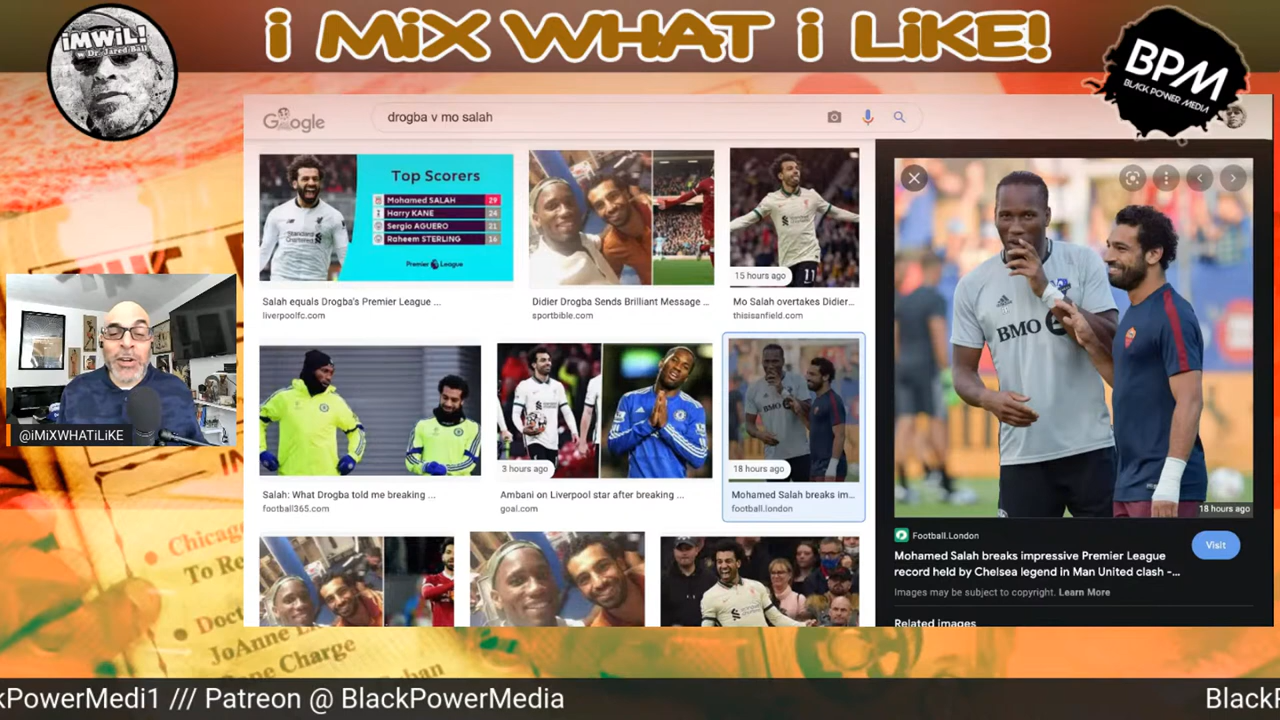 iMWiL!
w Dr. Jared Ball
i MiX WHAT i LiKE!
BPM
BLACK POWER MEDIA
Google
drogba v mo salah
Top Scorers
Mohamed SALAH 29
Harry KANE 24
Sergio AGUERO 21
Raheem STERLING 16
Premier League
Standard Chartered
15 hours ago
11
Salah equals Drogba's Premier League ...
liverpoolfc.com
Didier Drogba Sends Brilliant Message ...
sportbible.com
Mo Salah overtakes Didier...
thisisanfield.com
3 hours ago
18 hours ago
Salah: What Drogba told me breaking ...
football365.com
Ambani on Liverpool star after breaking ...
goal.com
Mohamed Salah breaks im...
football.london
BMO
18 hours ago
Football.London
Mohamed Salah breaks impressive Premier League
record held by Chelsea legend in Man United clash -...
Visit
Images may be subject to copyright. Learn More
Related images
@iMiXWHATiLiKE
Chicago
To Re
Doct
JoAnne
Charge
kPowerMedi1 /// Patreon @ BlackPowerMedia
BlackP